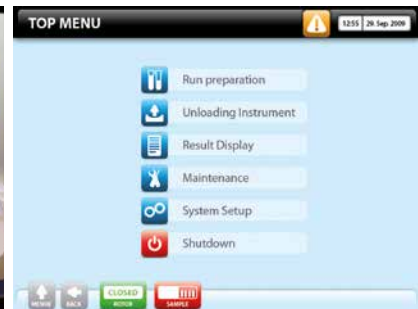 TOP MENU
12:55 29. Sep 2009
Run preparation
Unloading Instrument
Result Display
Maintenance
System Setup
Shutdown
MENUS BACK CLOSED ROTOR SAMPLE